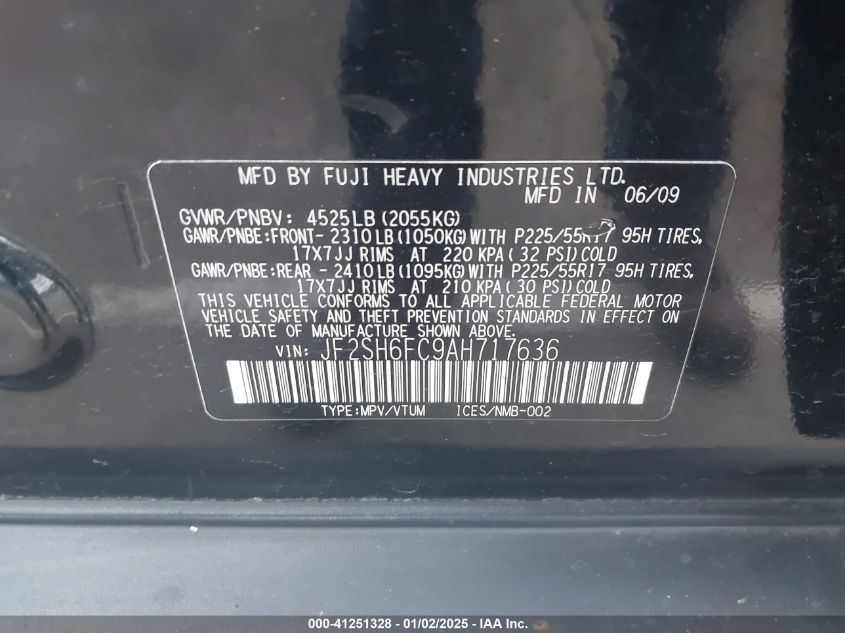 MFD BY FUJI HEAVY INDUSTRIES LTD.
MFD IN 06/09
GVWR/PNBV: 4525LB (2055KG)
GAWR/PNBE:FRONT- 2310LB(1050KG)WITH P225/55R17 95H TIRES,
17X7JJ RIMS AT 220 KPA( 32 PSI)COLD
GAWR/PNBE:REAR - 2410LB(1095KG)WITH P225/55R17 95H TIRES,
17X7JJ RIMS AT 210 KPA( 30 PSI)COLD
THIS VEHICLE CONFORMS TO ALL APPLICABLE FEDERAL MOTOR
VEHICLE SAFETY AND THEFT PREVENTION STANDARDS IN EFFECT ON
THE DATE OF MANUFACTURE SHOWN ABOVE.
VIN: JF2SH6FC9AH717636
TYPE:MPV/VTUM ICES/NMB-002
000-41251328 - 01/02/2025 - IAA Inc.